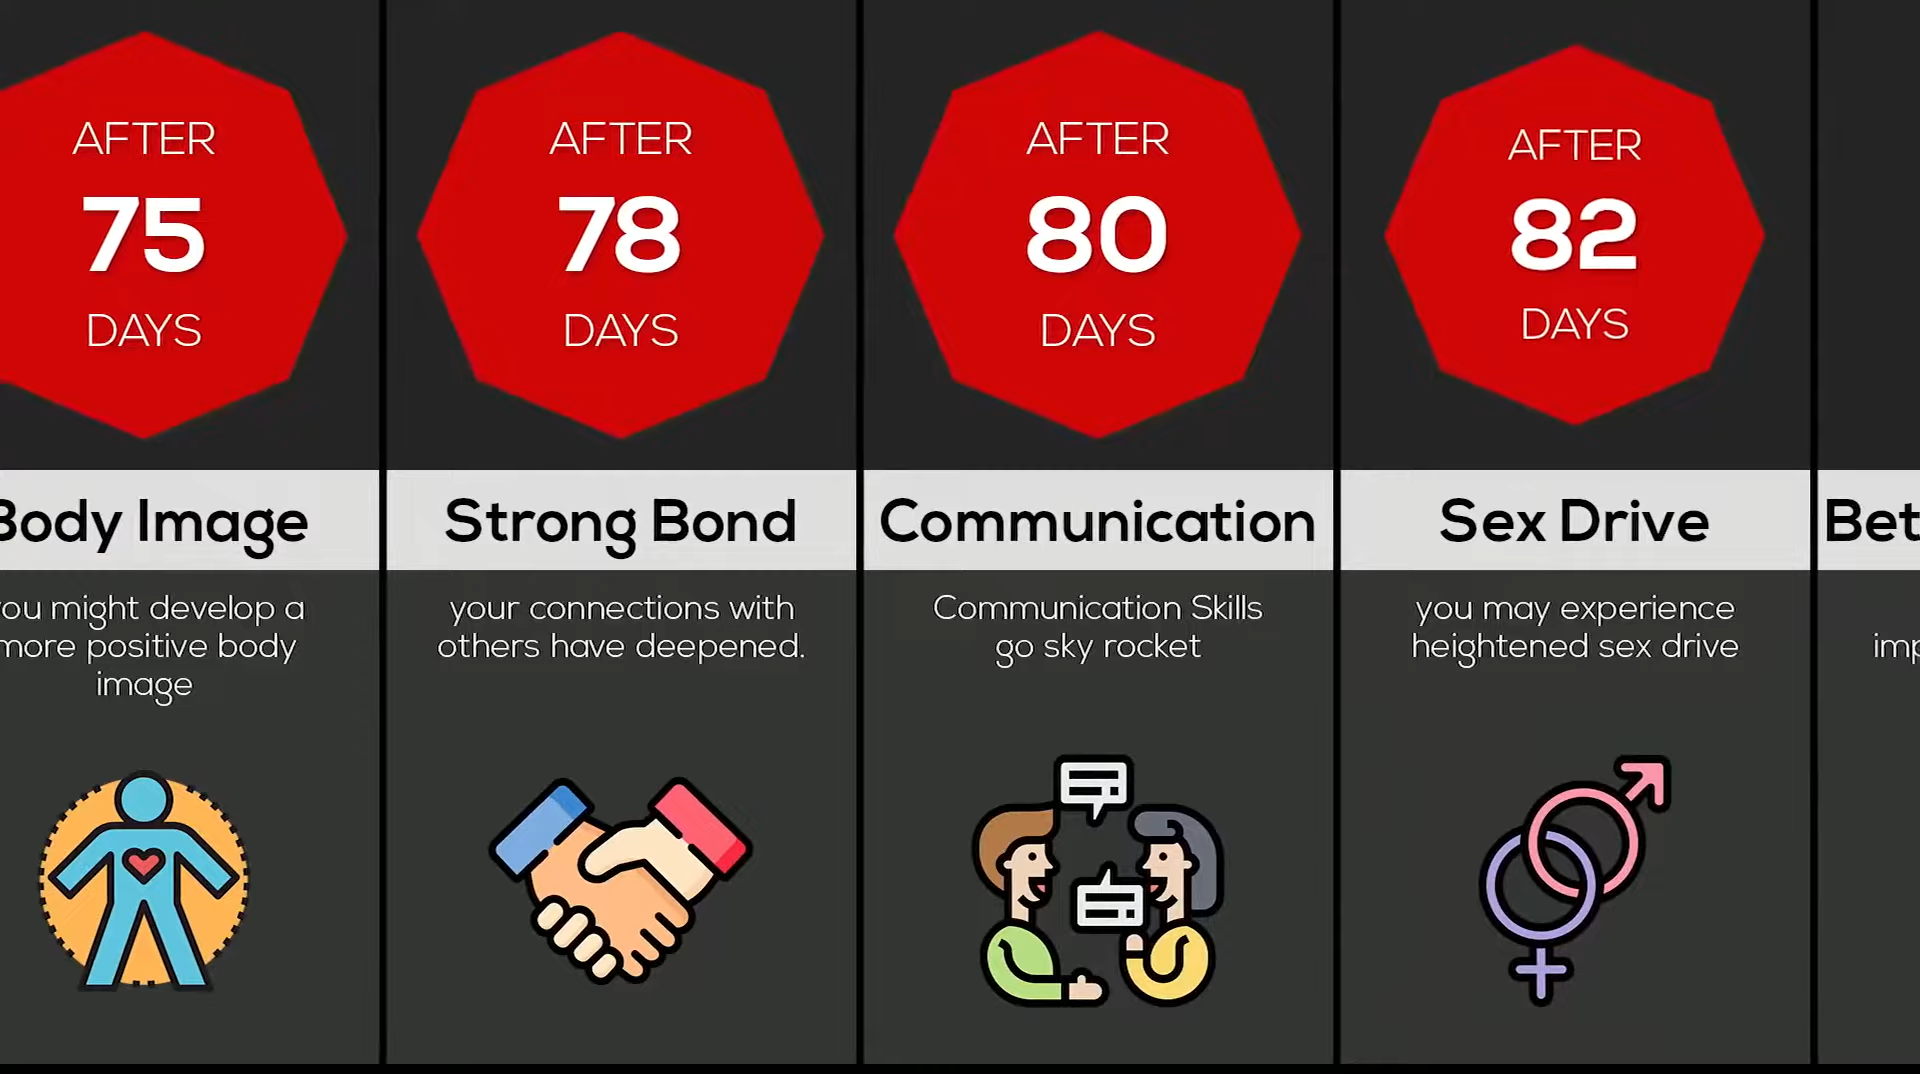 AFTER
75
DAYS
Body Image
you might develop a
more positive body
image
AFTER
78
DAYS
Strong Bond
your connections with
others have deepened.
AFTER
80
DAYS
Communication
Communication Skills
go sky rocket
AFTER
82
DAYS
Sex Drive
you may experience
heightened sex drive
Bet
imp